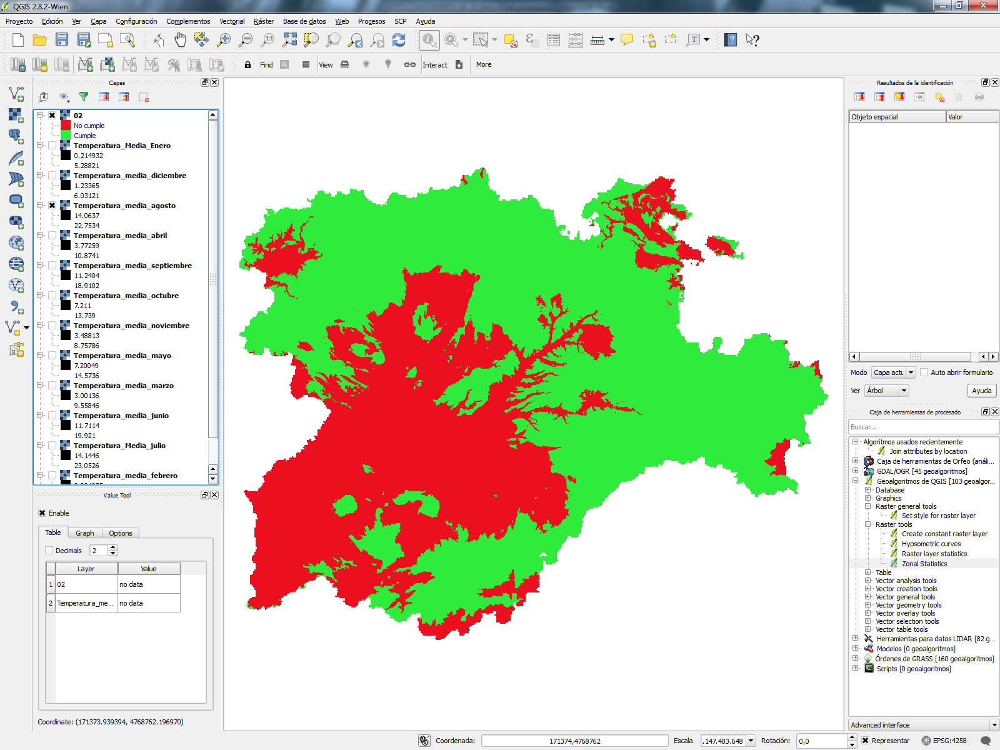 QGIS 2.8.2-Wien
Proyecto Edición Ver Capa Configuración Complementos Vectorial Ráster Base de datos Web Procesos SCP Ayuda
Find View Interact More
Capas
02
No cumple
Cumple
Temperatura_Media_Enero
0.214932
5.28821
Temperatura_media_diciembre
1.23365
6.03121
Temperatura_media_agosto
14.0637
22.7534
Temperatura_media_abril
3.77259
10.8741
Temperatura_media_septiembre
11.2404
18.9102
Temperatura_media_octubre
7.211
13.739
Temperatura_media_noviembre
3.48813
8.75786
Temperatura_media_mayo
7.20049
14.5736
Temperatura_media_marzo
3.00136
9.55846
Temperatura_media_junio
11.7114
19.921
Temperatura_Media_julio
14.1446
23.0526
Temperatura_media_febrero
Value Tool
Enable
Table Graph Options
Decimals 2
Layer Value
1 02 no data
2 Temperatura_me... no data
Coordinate: (171373.939394, 4768762.196970)
Resultados de la identificación
Objeto espacial Valor
Modo Capa actu Auto abrir formulario
Ver Árbol Ayuda
Caja de herramientas de procesado
Buscar...
Algoritmos usados recientemente
Join attributes by location
Caja de herramientas de Orfeo (análi...
GDAL/OGR [45 geoalgoritmos]
Geoalgoritmos de QGIS [103 geoalgor...
Database
Graphics
Raster general tools
Set style for raster layer
Raster tools
Create constant raster layer
Hypsometric curves
Raster layer statistics
Zonal Statistics
Table
Vector analysis tools
Vector creation tools
Vector general tools
Vector geometry tools
Vector overlay tools
Vector selection tools
Vector table tools
Herramientas para datos LIDAR [82 g...
Modelos [0 geoalgoritmos]
Órdenes de GRASS [160 geoalgoritmos]
Scripts [0 geoalgoritmos]
Advanced interface
Coordenada: 171374,4768762 Escala .147.483.648 Rotación: 0,0 Representar EPSG:4258